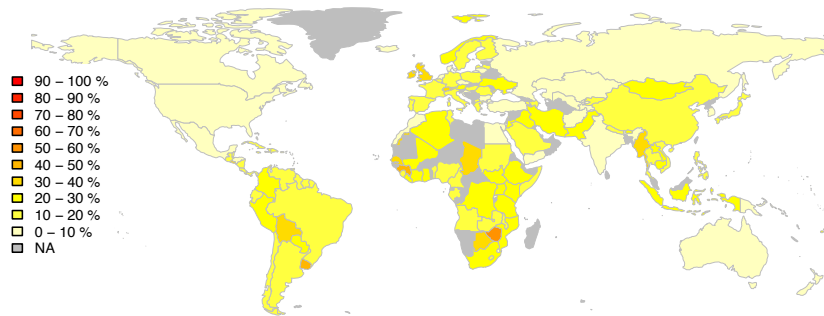 90 – 100 %
80 – 90 %
70 – 80 %
60 – 70 %
50 – 60 %
40 – 50 %
30 – 40 %
20 – 30 %
10 – 20 %
0 – 10 %
NA